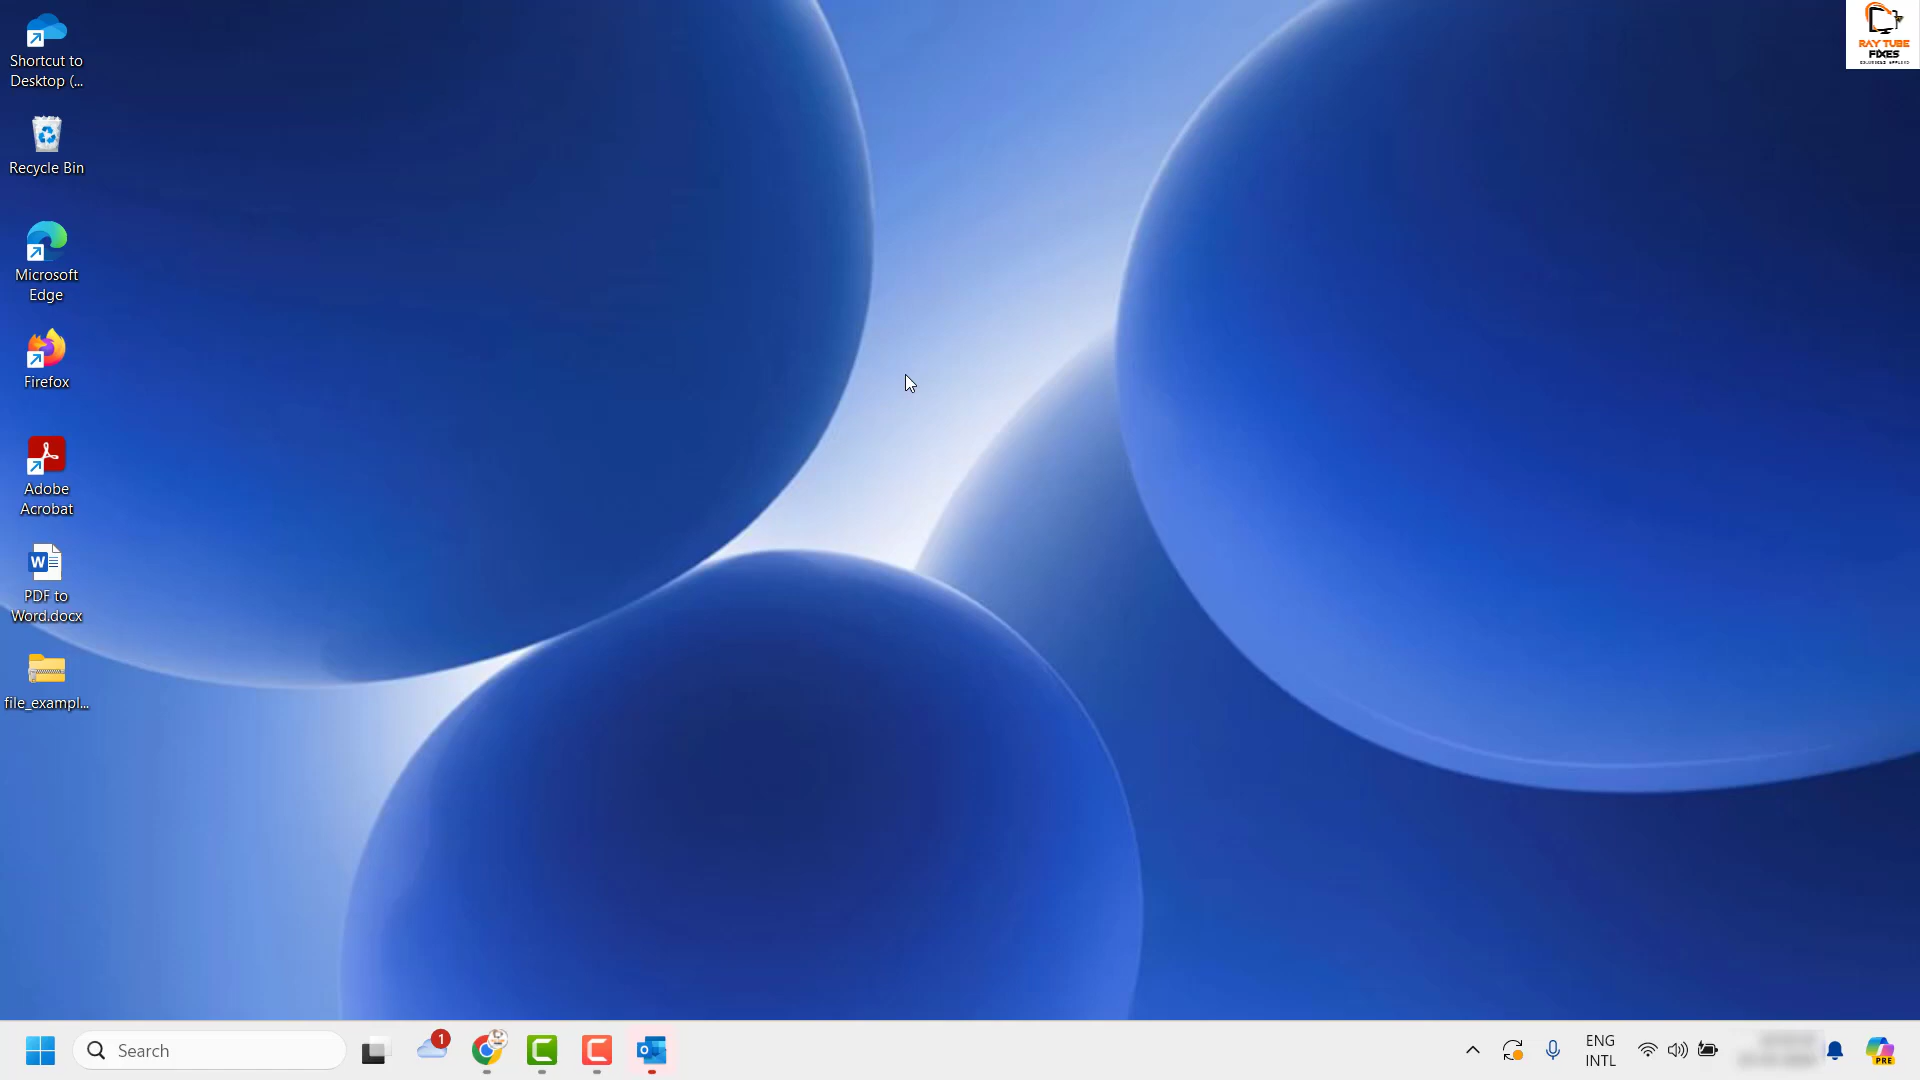 Shortcut to
Desktop (...
Recycle Bin
Microsoft
Edge
Firefox
Adobe
Acrobat
W
PDF to
Word.docx
file_exampl...
RAY TUBE
FIXES
Search
1
C
C
O
ENG
INTL
PRE